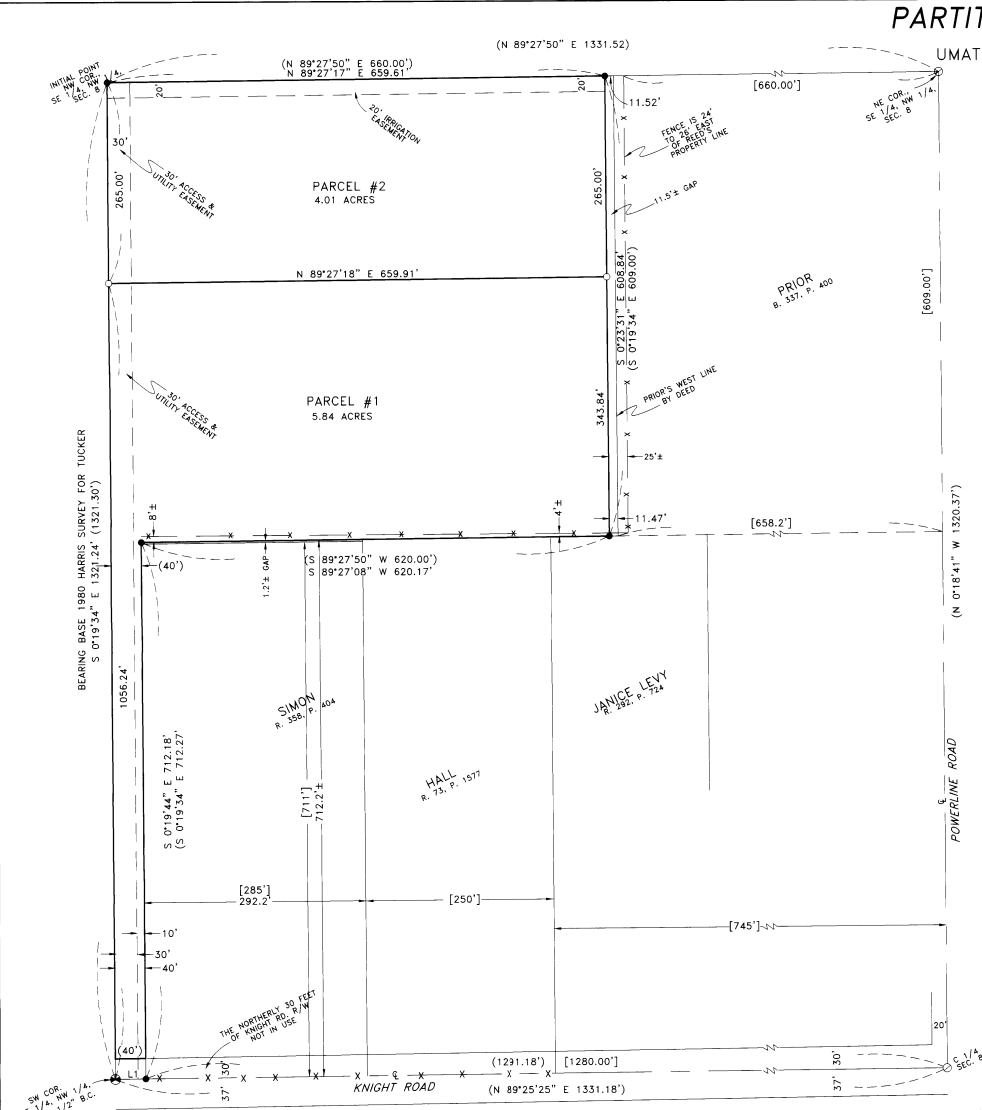 PARTIT
UMAT
(N 89°27'50" E 1331.52)
(N 89°27'50" E 660.00')
N 89°27'17" E 659.61'
INITIAL POINT
NW COR.,
SE 1/4, NW 1/4,
SEC. 8
20'
20'
20' IRRIGATION
EASEMENT
11.52'
[660.00']
NE COR.,
SE 1/4, NW 1/4,
SEC. 8
FENCE IS 24'
TO 26' EAST
OF REED'S
PROPERTY LINE
30'
30' ACCESS &
UTILITY EASEMENT
265.00'
PARCEL #2
4.01 ACRES
265.00'
11.5'± GAP
N 89°27'18" E 659.91'
S 0°23'31" E 608.84'
(S 0°19'34" E 609.00')
PRIOR
B. 337, P. 400
[609.00']
30' ACCESS &
UTILITY EASEMENT
PARCEL #1
5.84 ACRES
343.84'
PRIOR'S WEST LINE
BY DEED
25'±
BEARING BASE 1980 HARRIS SURVEY FOR TUCKER
S 0°19'34" E 1321.24' (1321.30')
8'±
4'±
11.47'
[658.2']
(N 0°18'41" W 1320.37')
(40')
1.2'± GAP
(S 89°27'50" W 620.00')
S 89°27'08" W 620.17'
1056.24'
S 0°19'44" E 712.18'
(S 0°19'34" E 712.27'
SIMON
R. 358, P. 404
JANICE LEVY
R. 292, P. 724
HALL
R. 73, P. 1577
[711']
712.2'±
POWERLINE ROAD
[285']
292.2'
[250']
[745']
10'
30'
40'
THE NORTHERLY 30 FEET
OF KNIGHT RD. R/W
NOT IN USE
20'
(40')
L1
37' 30'
(1291.18') [1280.00']
KNIGHT ROAD
(N 89°25'25" E 1331.18')
37' 30'
C 1/4
SEC. 8
SW COR.
1/4, NW 1/4,
1/2" B.C.